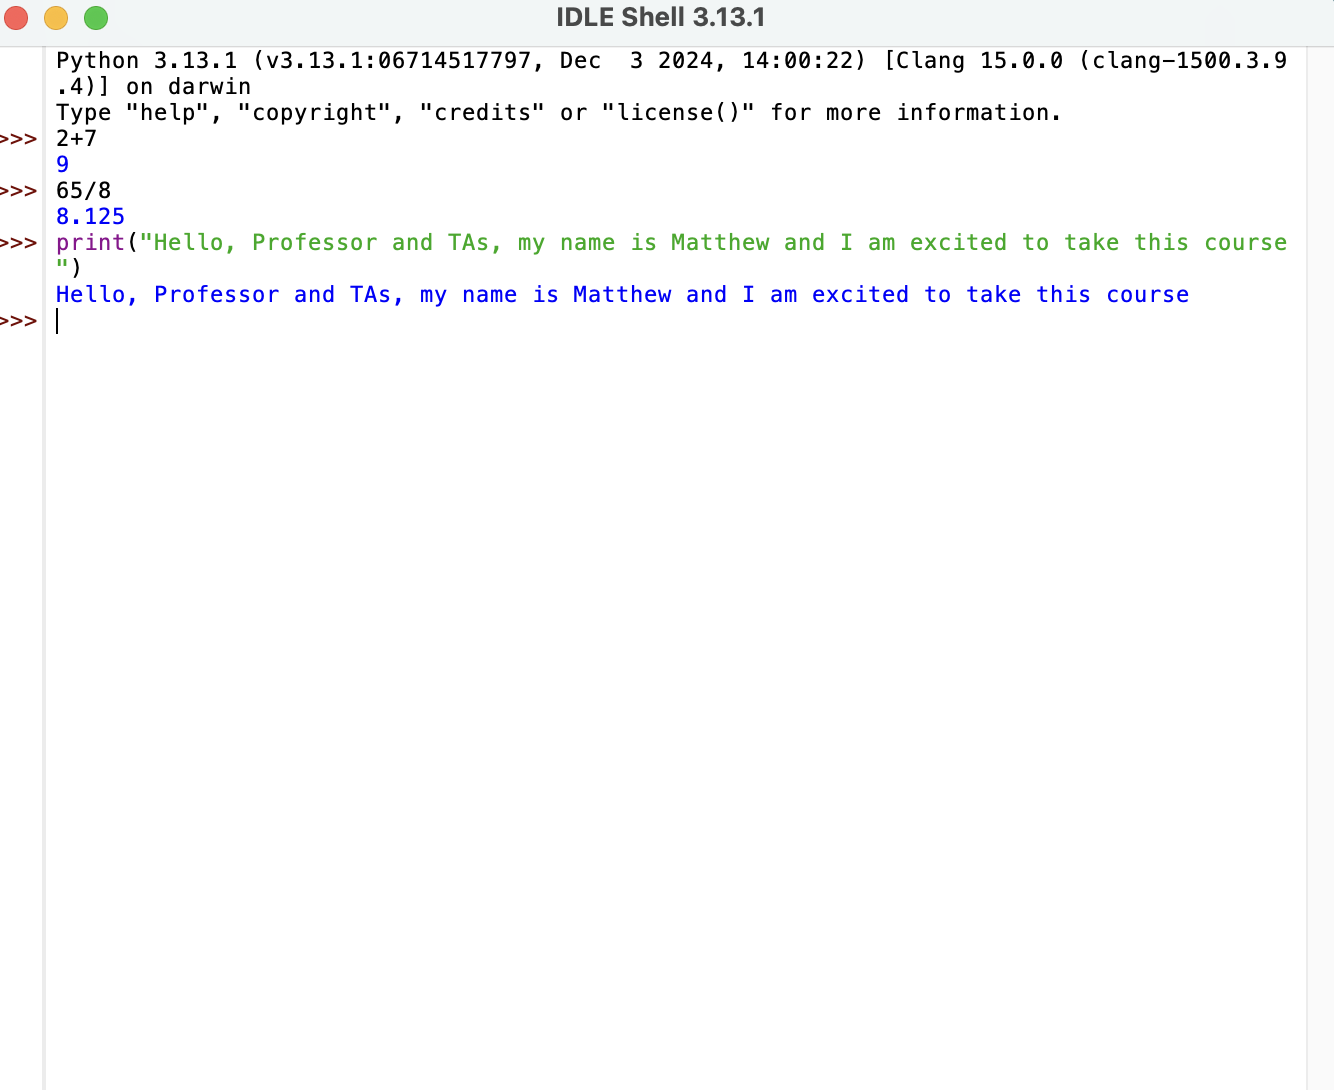 IDLE Shell 3.13.1
Python 3.13.1 (v3.13.1:06714517797, Dec  3 2024, 14:00:22) [Clang 15.0.0 (clang-1500.3.9
.4)] on darwin
Type "help", "copyright", "credits" or "license()" for more information.
>>> 2+7
9
>>> 65/8
8.125
>>> print("Hello, Professor and TAs, my name is Matthew and I am excited to take this course
")
Hello, Professor and TAs, my name is Matthew and I am excited to take this course
>>>